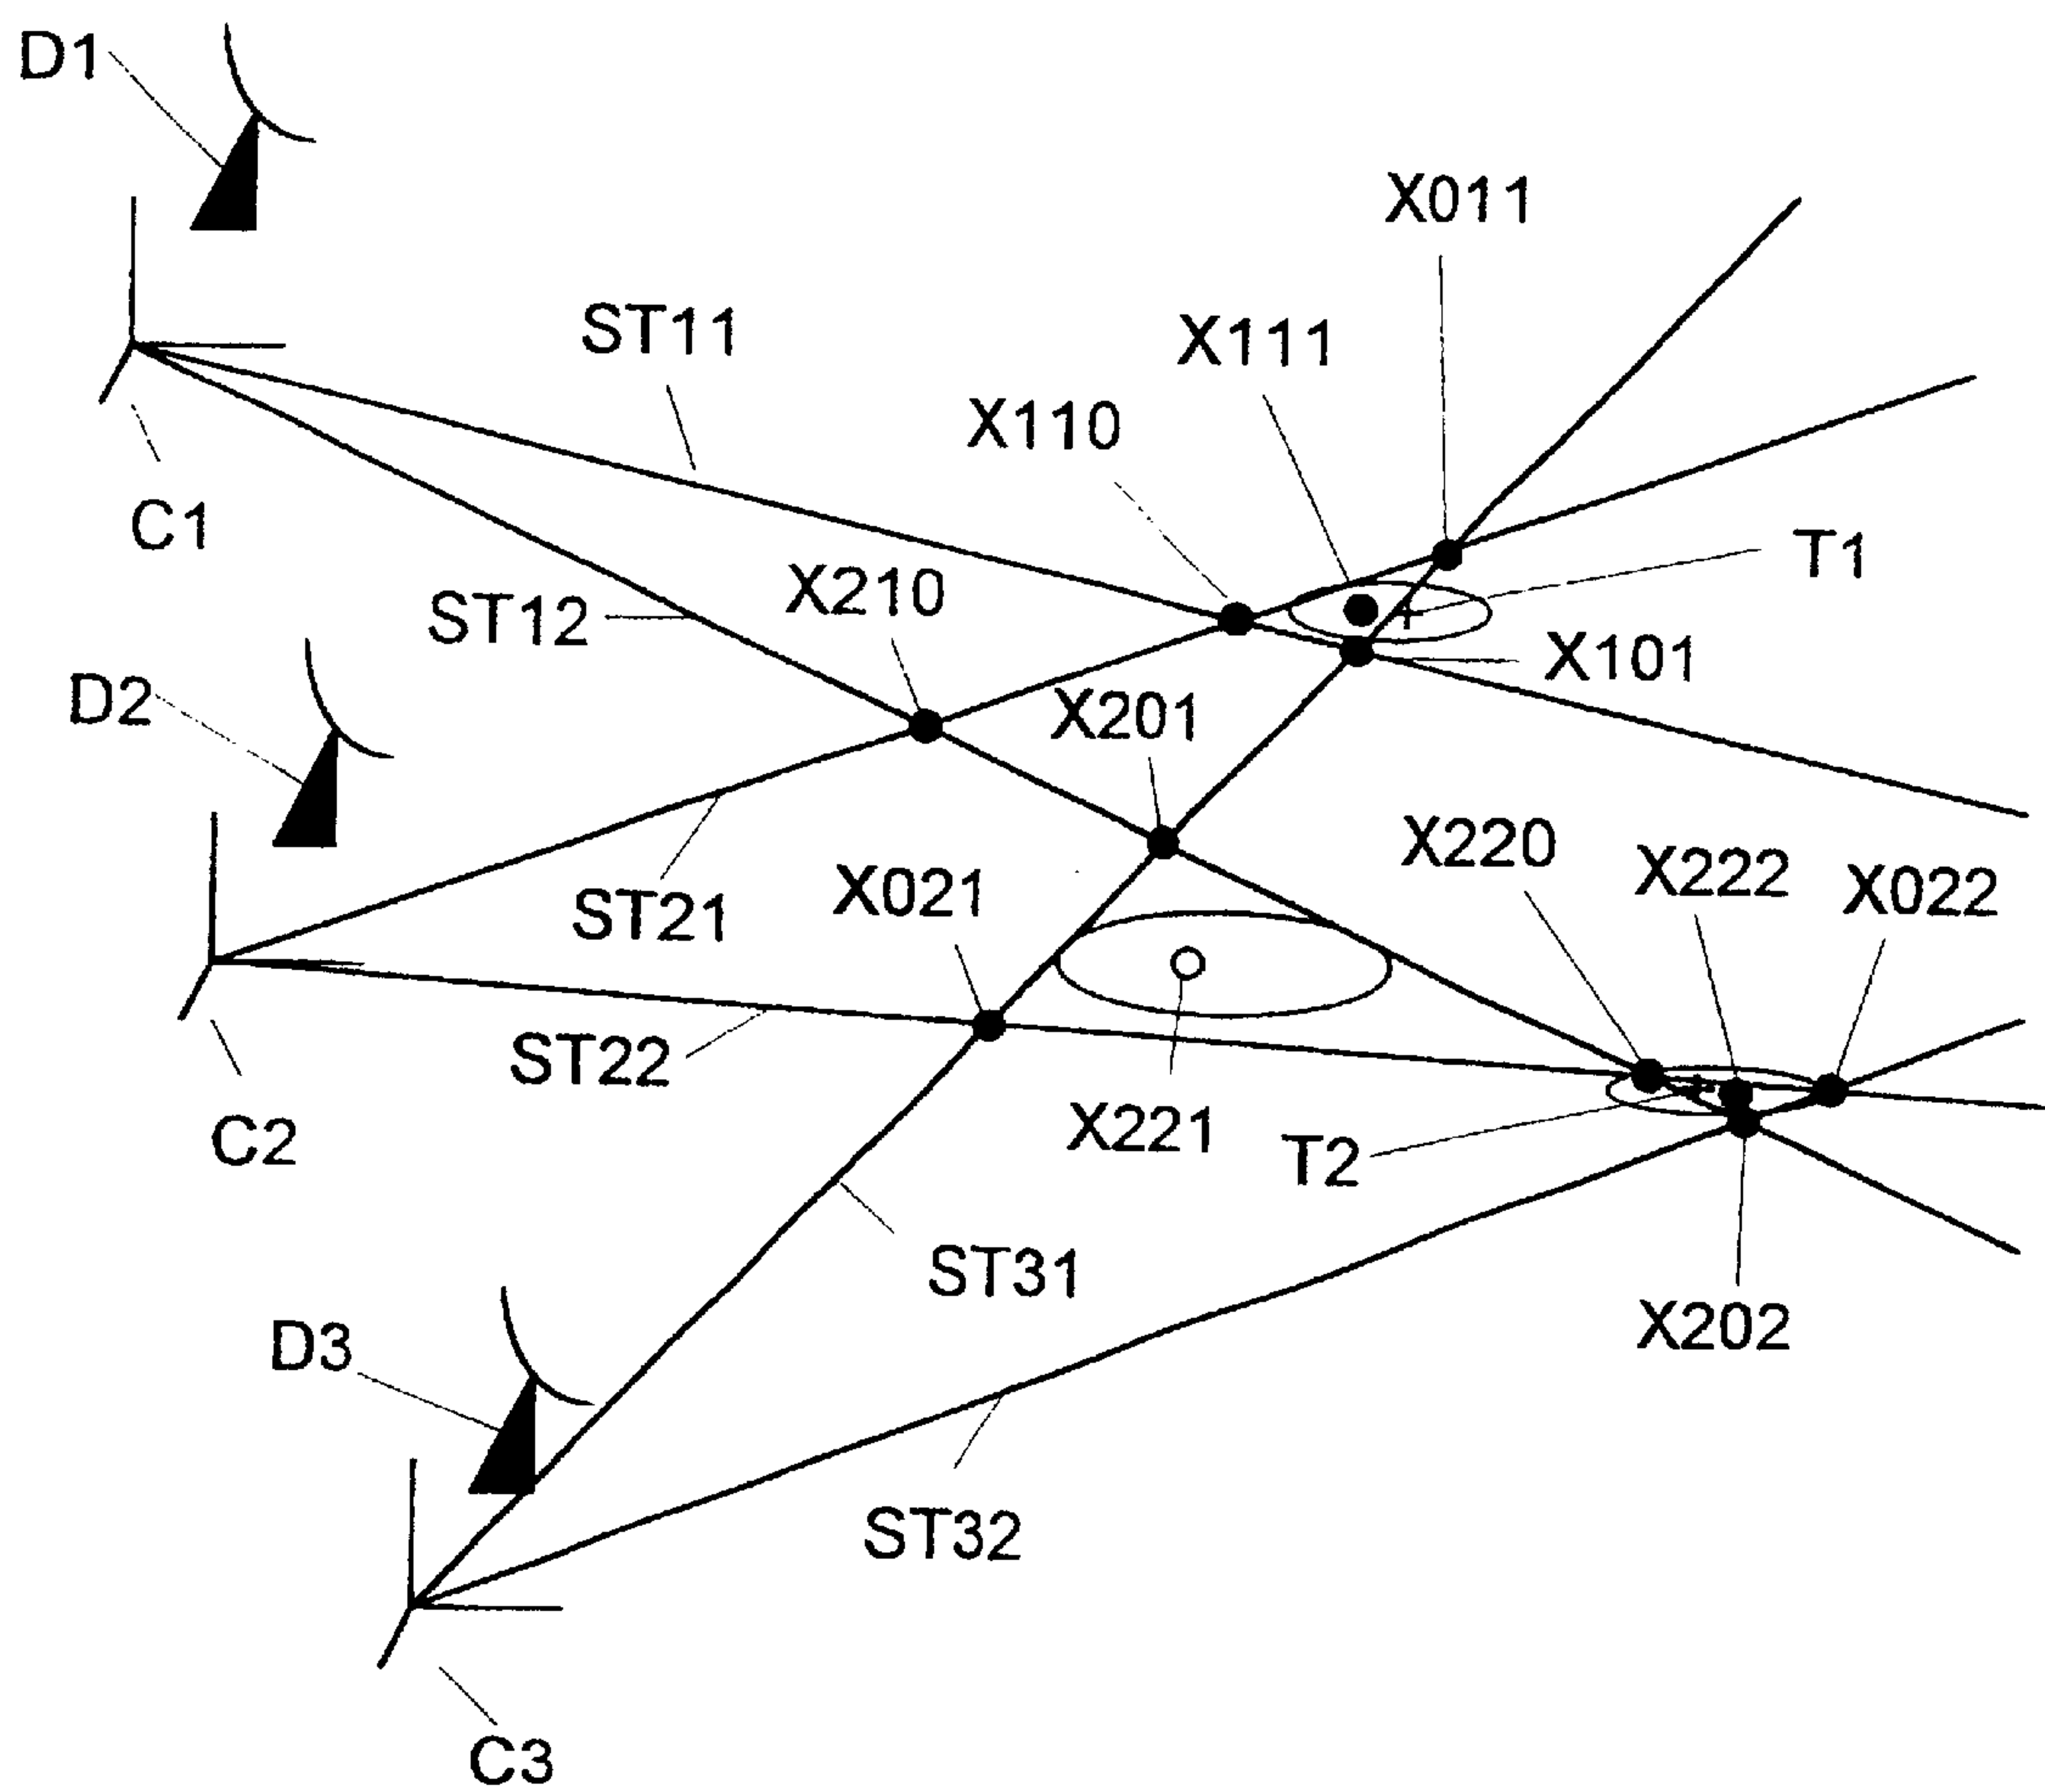 D1
X011
ST11
X111
X110
C1
T1
X210
ST12
X101
D2
X201
X220
X222
X022
X021
ST21
ST22
X221
C2
T2
ST31
X202
D3
ST32
C3